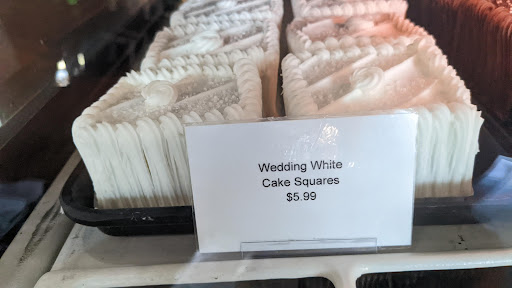 Wedding White
Cake Squares
$5.99